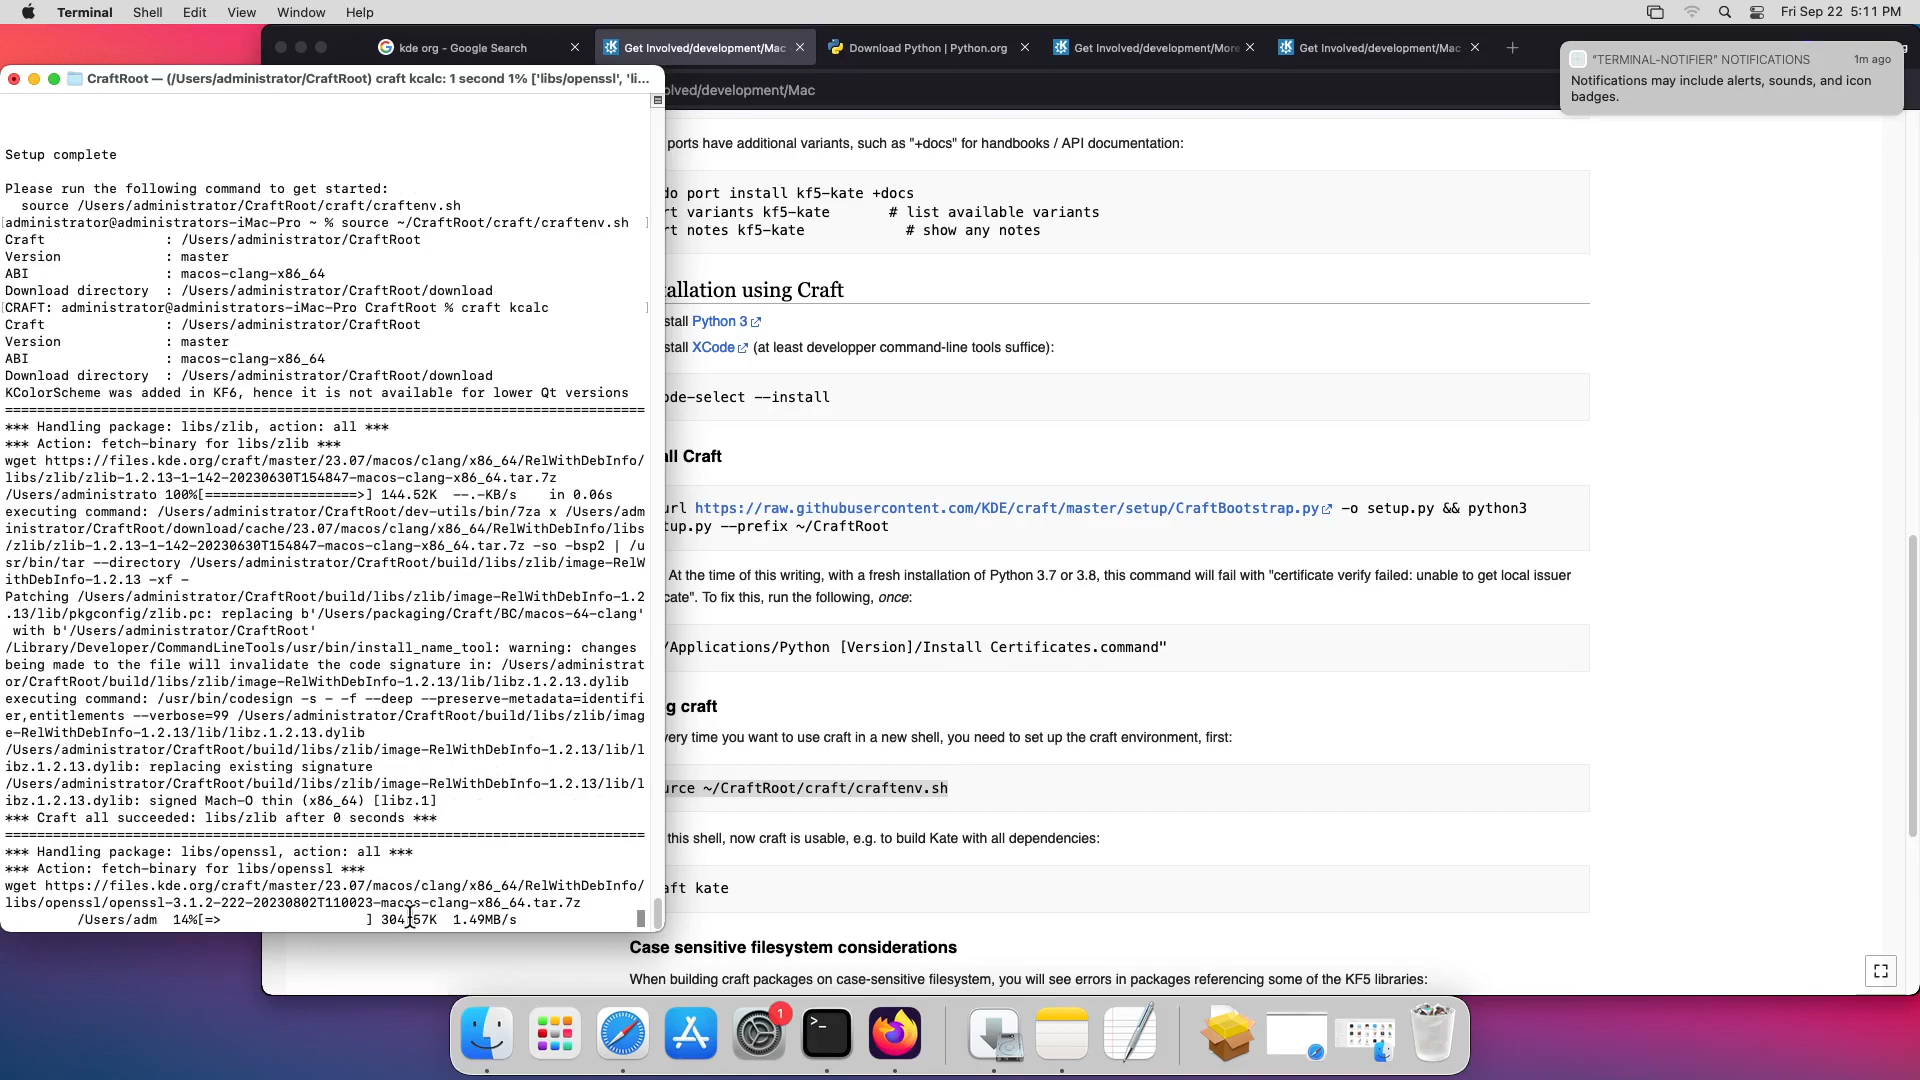 Terminal Shell Edit View Window Help
Fri Sep 22 5:11 PM
kde org - Google Search
Get Involved/development/Mac
Download Python | Python.org
Get Involved/development/More
Get Involved/development/Mac
"TERMINAL-NOTIFIER" NOTIFICATIONS 1m ago
Notifications may include alerts, sounds, and icon
badges.
CraftRoot — (/Users/administrator/CraftRoot) craft kcalc: 1 second 1% ['libs/openssl', 'li...
olved/development/Mac
Setup complete
Please run the following command to get started:
source /Users/administrator/CraftRoot/craft/craftenv.sh
[administrator@administrators-iMac-Pro ~ % source ~/CraftRoot/craft/craftenv.sh ]
Craft : /Users/administrator/CraftRoot
Version : master
ABI : macos-clang-x86_64
Download directory : /Users/administrator/CraftRoot/download
[CRAFT: administrator@administrators-iMac-Pro CraftRoot % craft kcalc ]
Craft : /Users/administrator/CraftRoot
Version : master
ABI : macos-clang-x86_64
Download directory : /Users/administrator/CraftRoot/download
KColorScheme was added in KF6, hence it is not available for lower Qt versions
================================================================================
*** Handling package: libs/zlib, action: all ***
*** Action: fetch-binary for libs/zlib ***
wget https://files.kde.org/craft/master/23.07/macos/clang/x86_64/RelWithDebInfo/
libs/zlib/zlib-1.2.13-1-142-20230630T154847-macos-clang-x86_64.tar.7z
/Users/administrato 100%[===================>] 144.52K --.-KB/s in 0.06s
executing command: /Users/administrator/CraftRoot/dev-utils/bin/7za x /Users/adm
inistrator/CraftRoot/download/cache/23.07/macos/clang/x86_64/RelWithDebInfo/libs
/zlib/zlib-1.2.13-1-142-20230630T154847-macos-clang-x86_64.tar.7z -so -bsp2 | /u
sr/bin/tar --directory /Users/administrator/CraftRoot/build/libs/zlib/image-RelW
ithDebInfo-1.2.13 -xf -
Patching /Users/administrator/CraftRoot/build/libs/zlib/image-RelWithDebInfo-1.2
.13/lib/pkgconfig/zlib.pc: replacing b'/Users/packaging/Craft/BC/macos-64-clang'
with b'/Users/administrator/CraftRoot'
/Library/Developer/CommandLineTools/usr/bin/install_name_tool: warning: changes
being made to the file will invalidate the code signature in: /Users/administrat
or/CraftRoot/build/libs/zlib/image-RelWithDebInfo-1.2.13/lib/libz.1.2.13.dylib
executing command: /usr/bin/codesign -s - -f --deep --preserve-metadata=identifi
er,entitlements --verbose=99 /Users/administrator/CraftRoot/build/libs/zlib/imag
e-RelWithDebInfo-1.2.13/lib/libz.1.2.13.dylib
/Users/administrator/CraftRoot/build/libs/zlib/image-RelWithDebInfo-1.2.13/lib/l
ibz.1.2.13.dylib: replacing existing signature
/Users/administrator/CraftRoot/build/libs/zlib/image-RelWithDebInfo-1.2.13/lib/l
ibz.1.2.13.dylib: signed Mach-O thin (x86_64) [libz.1]
*** Craft all succeeded: libs/zlib after 0 seconds ***
================================================================================
*** Handling package: libs/openssl, action: all ***
*** Action: fetch-binary for libs/openssl ***
wget https://files.kde.org/craft/master/23.07/macos/clang/x86_64/RelWithDebInfo/
libs/openssl/openssl-3.1.2-222-20230802T110023-macos-clang-x86_64.tar.7z
/Users/adm 14%[=> ] 304.57K 1.49MB/s
ports have additional variants, such as "+docs" for handbooks / API documentation:
do port install kf5-kate +docs
rt variants kf5-kate # list available variants
rt notes kf5-kate # show any notes
tallation using Craft
stall Python 3
stall XCode (at least developper command-line tools suffice):
ode-select --install
all Craft
url https://raw.githubusercontent.com/KDE/craft/master/setup/CraftBootstrap.py -o setup.py && python3
tup.py --prefix ~/CraftRoot
At the time of this writing, with a fresh installation of Python 3.7 or 3.8, this command will fail with "certificate verify failed: unable to get local issuer
cate". To fix this, run the following, once:
/Applications/Python [Version]/Install Certificates.command"
g craft
very time you want to use craft in a new shell, you need to set up the craft environment, first:
urce ~/CraftRoot/craft/craftenv.sh
this shell, now craft is usable, e.g. to build Kate with all dependencies:
aft kate
Case sensitive filesystem considerations
When building craft packages on case-sensitive filesystem, you will see errors in packages referencing some of the KF5 libraries:
1